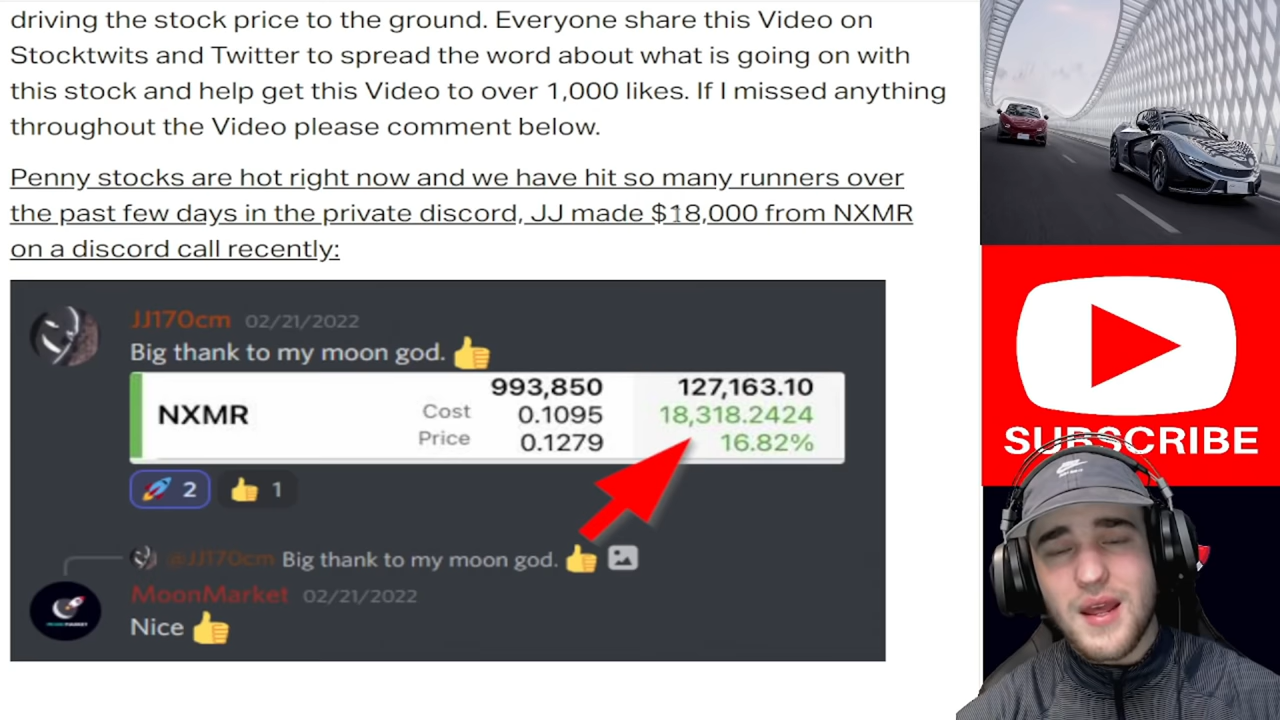 driving the stock price to the ground. Everyone share this Video on
Stocktwits and Twitter to spread the word about what is going on with
this stock and help get this Video to over 1,000 likes. If I missed anything
throughout the Video please comment below.
Penny stocks are hot right now and we have hit so many runners over
the past few days in the private discord, JJ made $18,000 from NXMR
on a discord call recently:
JJ170cm 02/21/2022
Big thank to my moon god. 👍
993,850 127,163.10
NXMR Cost 0.1095 18,318.2424
Price 0.1279 16.82%
🚀 2 👍 1
@JJ170cm Big thank to my moon god. 👍
MoonMarket 02/21/2022
Nice 👍
SUBSCRIBE